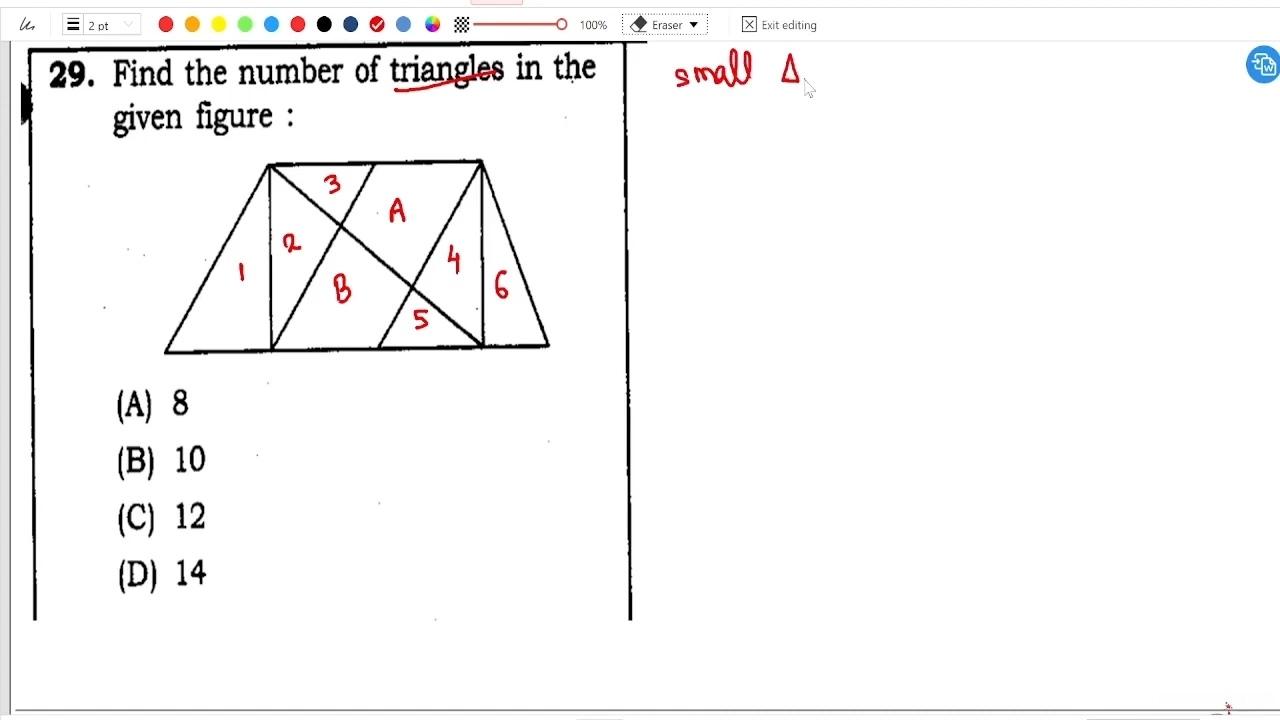 2 pt
100%
Eraser
Exit editing
29. Find the number of triangles in the
given figure :
small Δ
3
A
2
1
B
4
6
5
(A) 8
(B) 10
(C) 12
(D) 14